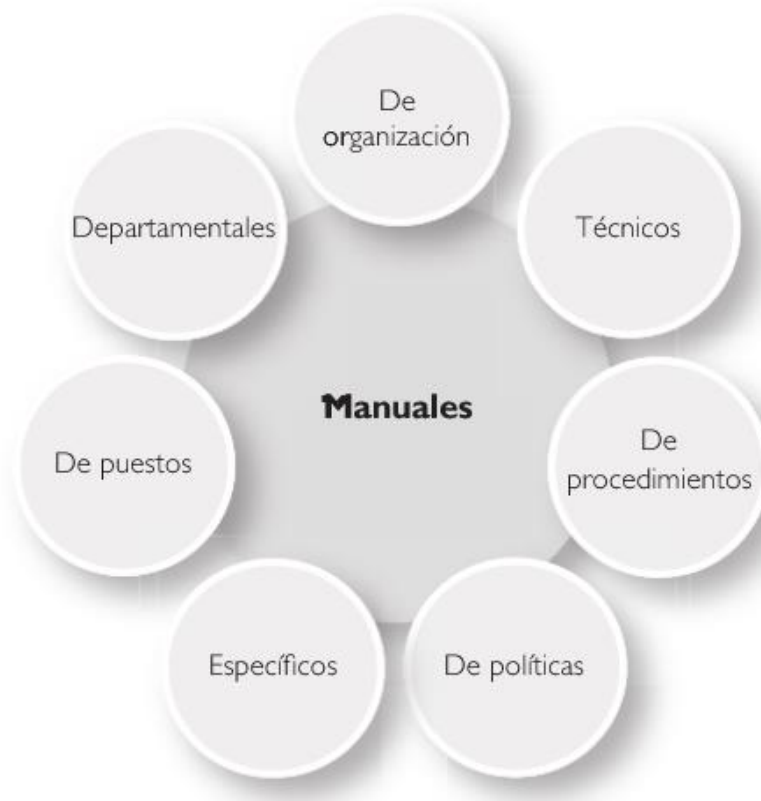 De
organización
Técnicos
De
procedimientos
De políticas
Específicos
De puestos
Departamentales
Manuales